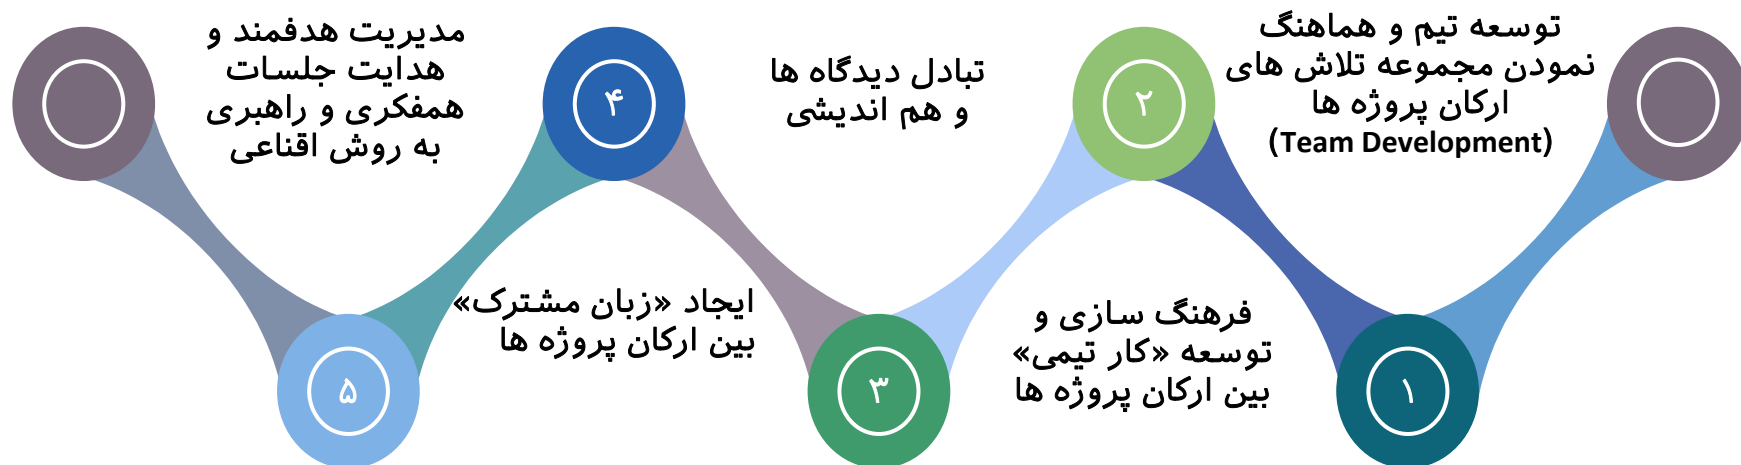 توسعه تیم و هماهنگ
نمودن مجموعه تلاش های
ارکان پروژه ها
(Team Development)
۱
۲
فرهنگ سازی و
توسعه «کار تیمی»
بین ارکان پروژه ها
تبادل دیدگاه ها
و هم اندیشی
۳
۴
ایجاد «زبان مشترک»
بین ارکان پروژه ها
مدیریت هدفمند و
هدایت جلسات
همفکری و راهبری
به روش اقناعی
۵